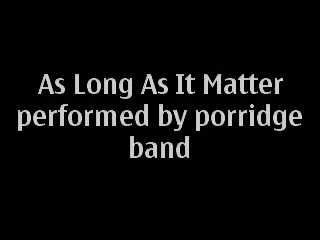 As Long As It Matter
performed by porridge
band